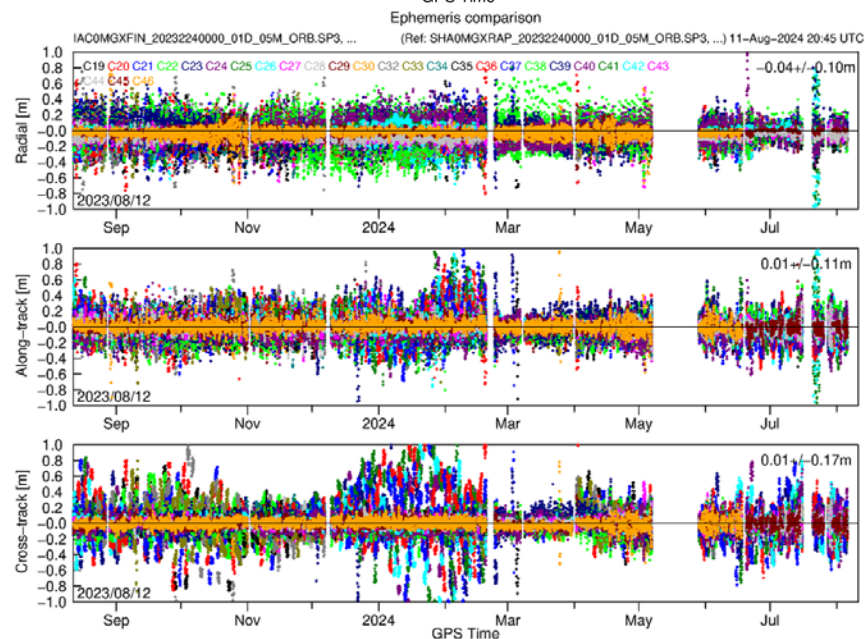 GPS Time
Ephemeris comparison
IAC0MGXFIN_20232240000_01D_05M_ORB.SP3, ... (Ref: SHA0MGXRAP_20232240000_01D_05M_ORB.SP3, ...) 11-Aug-2024 20:45 UTC
1.0
0.8
0.6
0.4
0.2
-0.0
-0.2
-0.4
-0.6
-0.8
-1.0
Radial [m]
C19 C20 C21 C22 C23 C24 C25 C26 C27 C28 C29 C30 C32 C33 C34 C35 C36 C37 C38 C39 C40 C41 C42 C43
C44 C45 C46
-0.04+/-0.10m
2023/08/12
Sep Nov 2024 Mar May Jul
1.0
0.8
0.6
0.4
0.2
-0.0
-0.2
-0.4
-0.6
-0.8
-1.0
Along-track [m]
0.01+/-0.11m
2023/08/12
Sep Nov 2024 Mar May Jul
1.0
0.8
0.6
0.4
0.2
-0.0
-0.2
-0.4
-0.6
-0.8
-1.0
Cross-track [m]
0.01+/-0.17m
2023/08/12
Sep Nov 2024 Mar May Jul
GPS Time